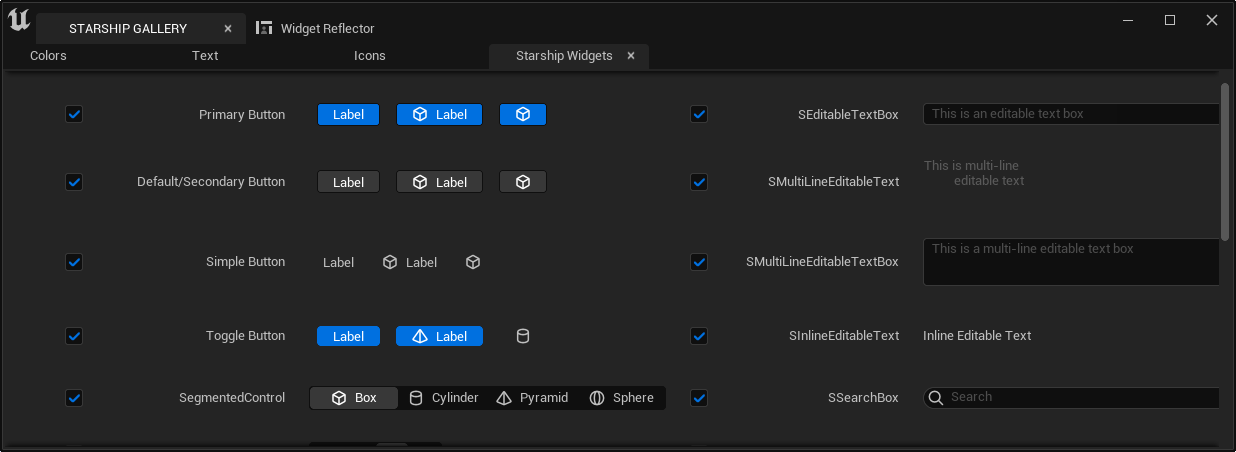 STARSHIP GALLERY
Widget Reflector
Colors
Text
Icons
Starship Widgets
Primary Button
Label
Label
SEditableTextBox
This is an editable text box
Default/Secondary Button
Label
Label
SMultiLineEditableText
This is multi-line
editable text
Simple Button
Label
Label
SMultiLineEditableTextBox
This is a multi-line editable text box
Toggle Button
Label
Label
SInlineEditableText
Inline Editable Text
SegmentedControl
Box
Cylinder
Pyramid
Sphere
SSearchBox
Search